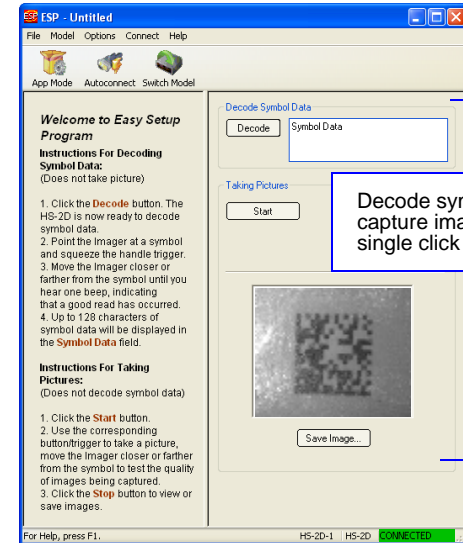 ESP - Untitled
File Model Options Connect Help
App Mode Autoconnect Switch Model
Welcome to Easy Setup
Program
Instructions For Decoding
Symbol Data:
(Does not take picture)
1. Click the Decode button. The
HS-2D is now ready to decode
symbol data.
2. Point the Imager at a symbol
and squeeze the handle trigger.
3. Move the Imager closer or
farther from the symbol until you
hear one beep, indicating
that a good read has occurred.
4. Up to 128 characters of
symbol data will be displayed in
the Symbol Data field.
Instructions For Taking
Pictures:
(Does not decode symbol data)
1. Click the Start button.
2. Use the corresponding
button/trigger to take a picture,
move the Imager closer or farther
from the symbol to test the quality
of images being captured.
3. Click the Stop button to view or
save images.
Decode Symbol Data
Decode Symbol Data
Taking Pictures
Start
Decode sy
capture ima
single click
Save Image...
For Help, press F1. HS-2D-1 HS-2D CONNECTED